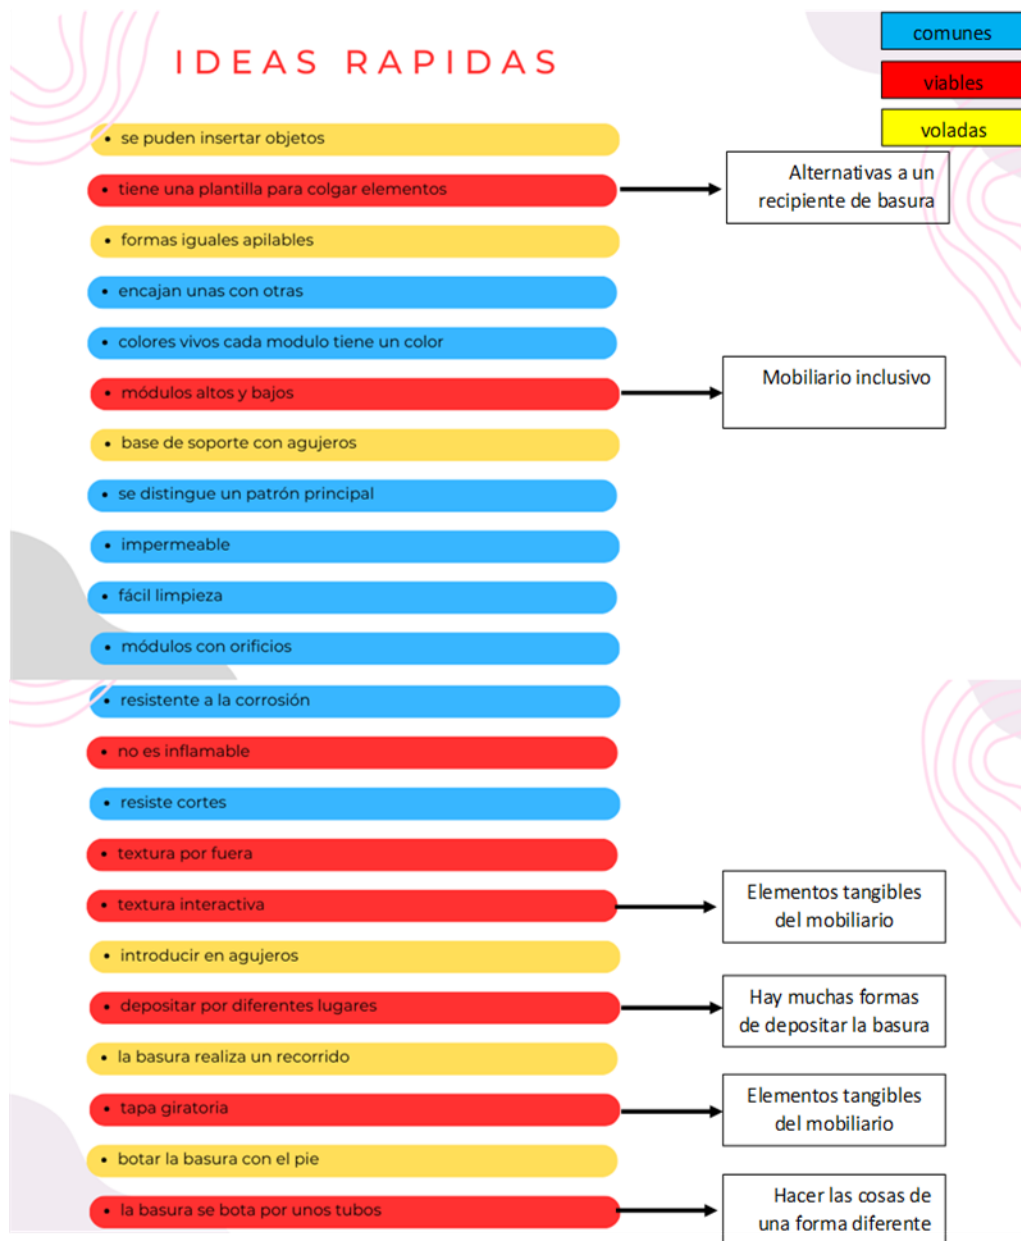 IDEAS RAPIDAS
comunes
viables
voladas
• se puden insertar objetos
• tiene una plantilla para colgar elementos
Alternativas a un
recipiente de basura
• formas iguales apilables
• encajan unas con otras
• colores vivos cada modulo tiene un color
• módulos altos y bajos
Mobiliario inclusivo
• base de soporte con agujeros
• se distingue un patrón principal
• impermeable
• fácil limpieza
• módulos con orificios
• resistente a la corrosión
• no es inflamable
• resiste cortes
• textura por fuera
• textura interactiva
Elementos tangibles
del mobiliario
• introducir en agujeros
• depositar por diferentes lugares
Hay muchas formas
de depositar la basura
• la basura realiza un recorrido
• tapa giratoria
Elementos tangibles
del mobiliario
• botar la basura con el pie
• la basura se bota por unos tubos
Hacer las cosas de
una forma diferente